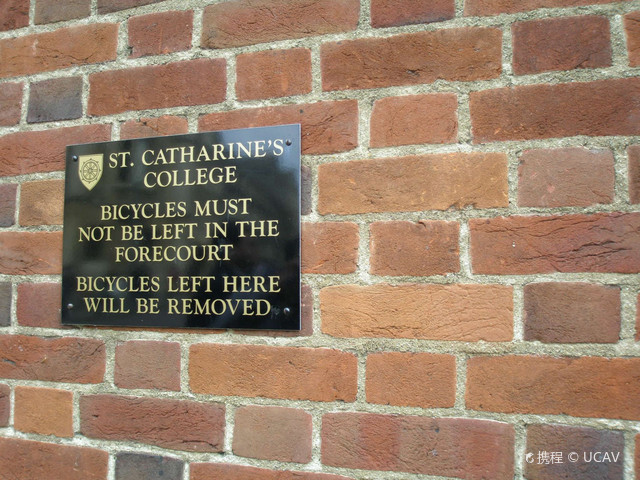 ST. CATHARINE'S
COLLEGE
BICYCLES MUST
NOT BE LEFT IN THE
FORECOURT
BICYCLES LEFT HERE
WILL BE REMOVED
携程 © UCAV